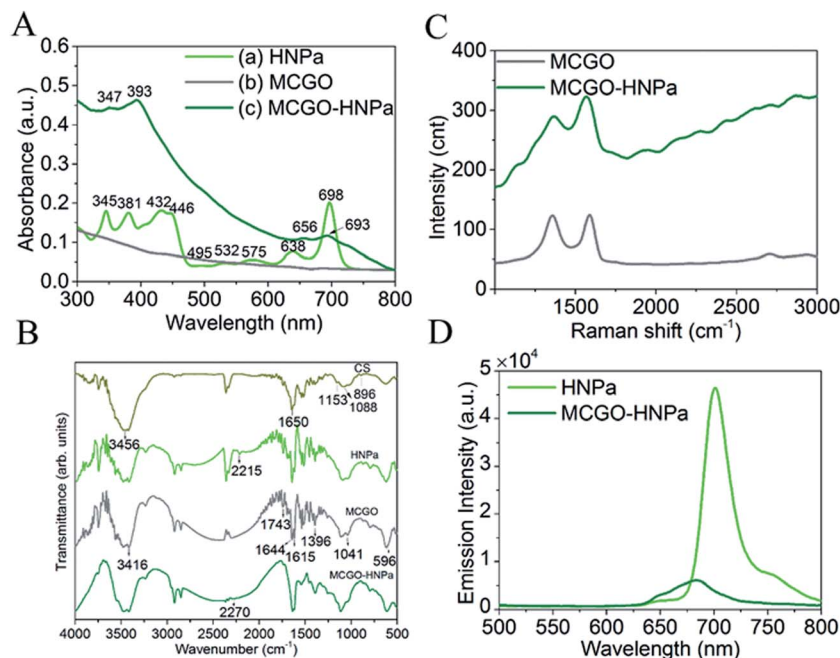 A
Absorbance (a.u.)
0.6
0.5
0.4
0.3
0.2
0.1
0.0
(a) HNPa
(b) MCGO
(c) MCGO-HNPa
347
393
345
381
432
446
495
532
575
638
656
698
693
300 400 500 600 700 800
Wavelength (nm)
C
Intensity (cnt)
400
300
200
100
0
MCGO
MCGO-HNPa
1500 2000 2500 3000
Raman shift (cm-1)
B
Transmittance (arb. units)
CS
3456
1650
1153
896
1088
HNPa
2215
MCGO
3416
1743
1644
1615
1396
1041
596
MCGO-HNPa
2270
4000 3500 3000 2500 2000 1500 1000 500
Wavenumber (cm-1)
D
×10^4
Emission Intensity (a.u.)
5
4
3
2
1
0
HNPa
MCGO-HNPa
500 550 600 650 700 750 800
Wavelength (nm)